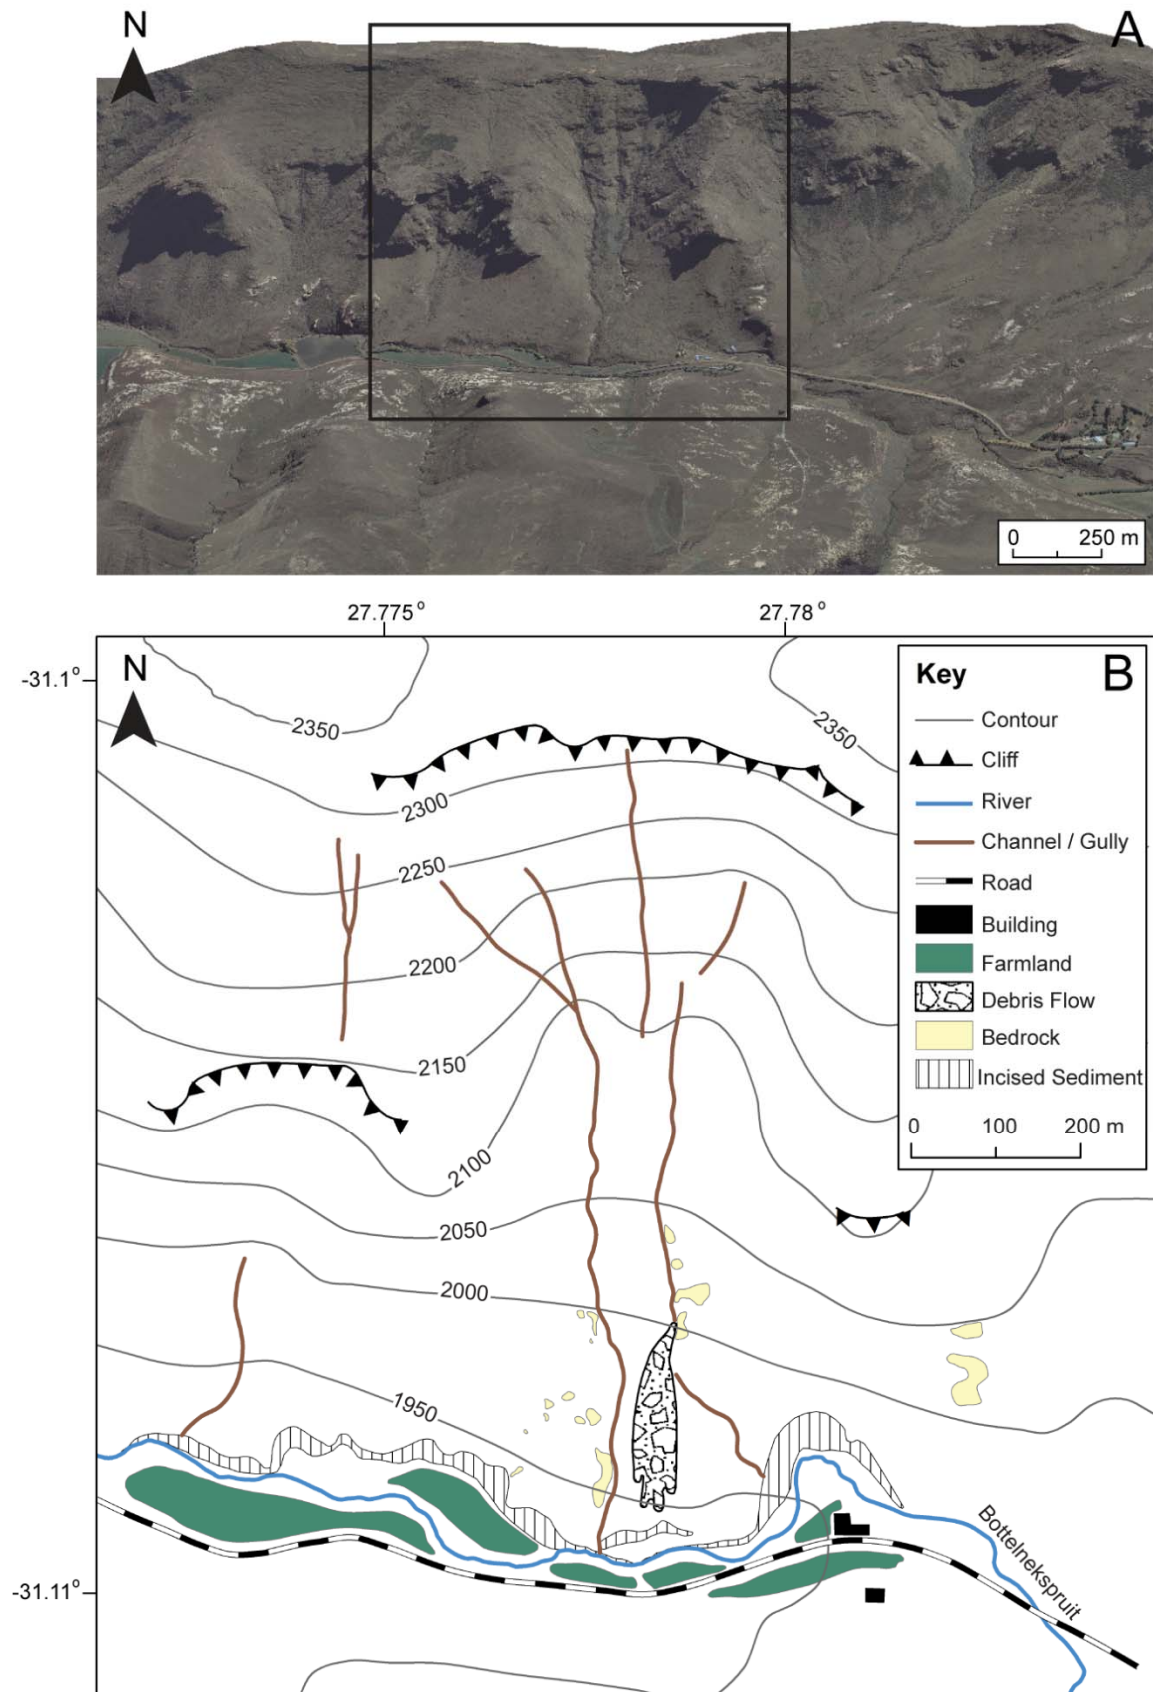 N
A
0 250 m
27.775°
27.78°
-31.1°
N
Key
B
Contour
Cliff
River
Channel / Gully
Road
Building
Farmland
Debris Flow
Bedrock
Incised Sediment
0 100 200 m
2350
2350
2300
2250
2200
2150
2100
2050
2000
1950
Bottelnekspruit
-31.11°